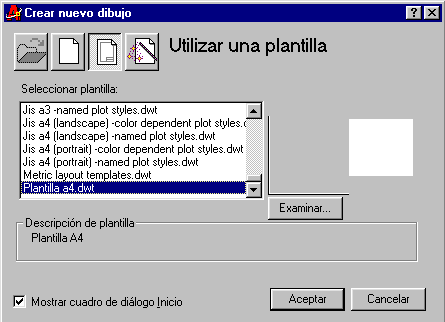 Crear nuevo dibujo
Utilizar una plantilla
Seleccionar plantilla:
Jis a3 -named plot styles.dwt
Jis a4 (landscape) -color dependent plot styles.
Jis a4 (landscape) -named plot styles.dwt
Jis a4 (portrait) -color dependent plot styles.dwt
Jis a4 (portrait) -named plot styles.dwt
Metric layout templates.dwt
Plantilla a4.dwt
Examinar...
Descripción de plantilla
Plantilla A4
Mostrar cuadro de diálogo Inicio
Aceptar
Cancelar